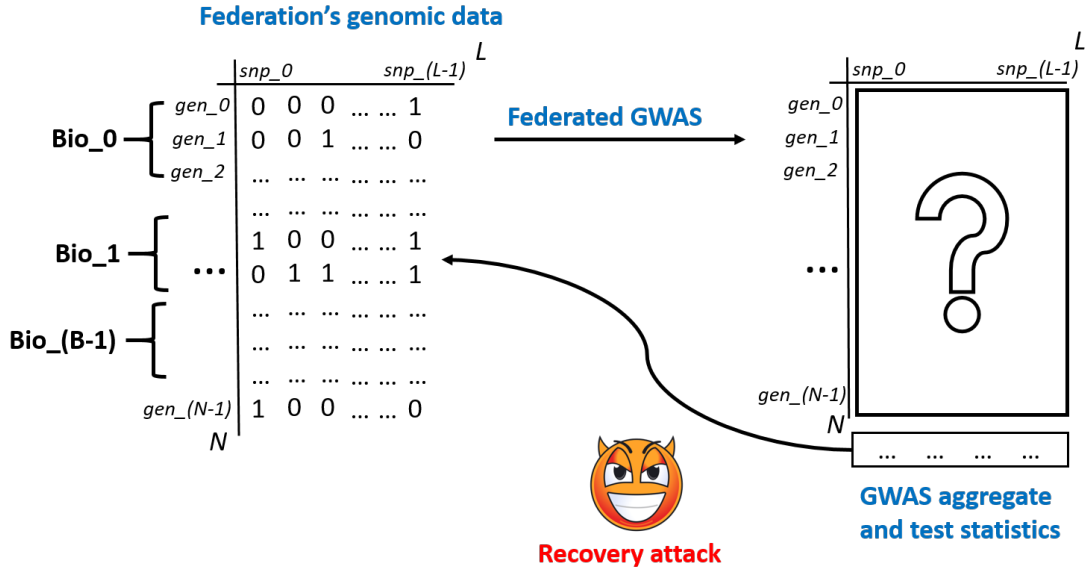 Federation's genomic data
L
snp_0 snp_(L-1)
gen_0 0 0 0 ... ... 1
Bio_0
gen_1 0 0 1 ... ... 0
gen_2 ... ... ... ... ...
... ... ... ... ...
Bio_1
1 0 0 ... ... 1
... 0 1 1 ... ... 1
... ... ... ... ...
Bio_(B-1)
... ... ... ... ...
... ... ... ... ...
gen_(N-1) 1 0 0 ... ... 0
N
Federated GWAS
L
snp_0 snp_(L-1)
gen_0
gen_1
gen_2
?
...
gen_(N-1)
N
... ... ... ...
GWAS aggregate
and test statistics
Recovery attack